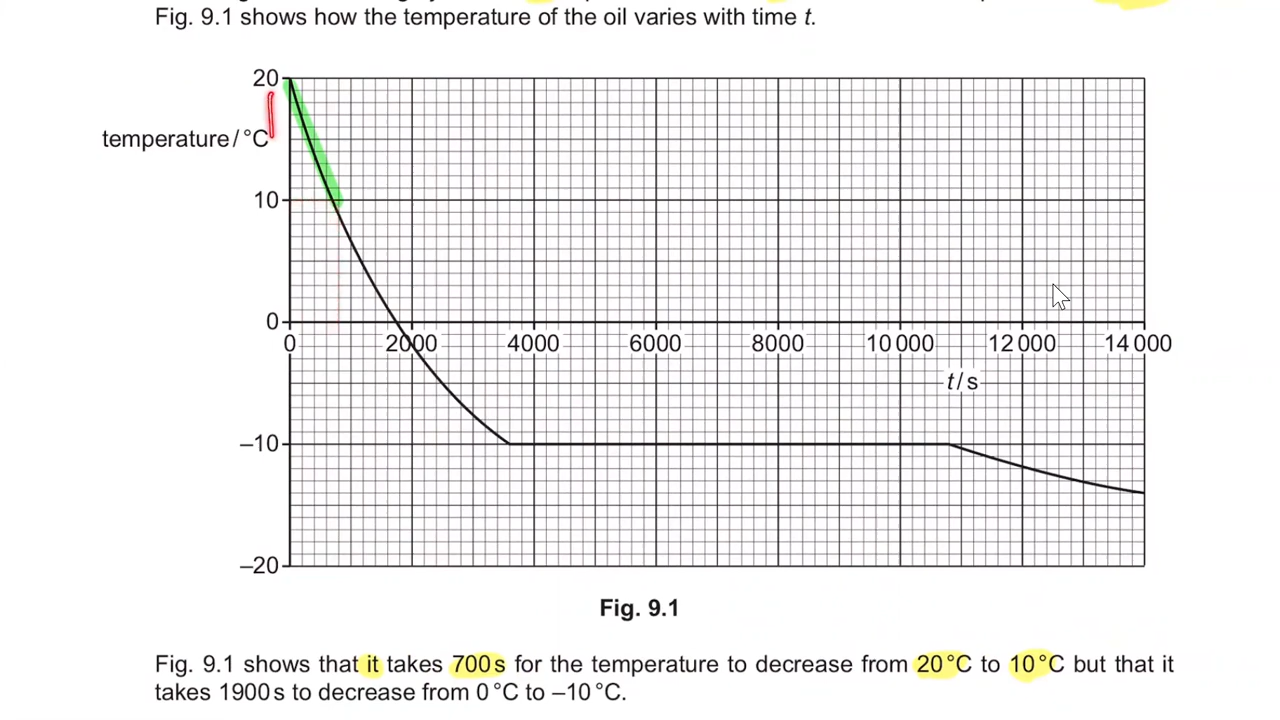 Fig. 9.1 shows how the temperature of the oil varies with time t.
20
temperature / °C
10
0
0 2000 4000 6000 8000 10 000 12 000 14 000
t / s
–10
–20
Fig. 9.1
Fig. 9.1 shows that it takes 700 s for the temperature to decrease from 20 °C to 10 °C but that it
takes 1900 s to decrease from 0 °C to –10 °C.